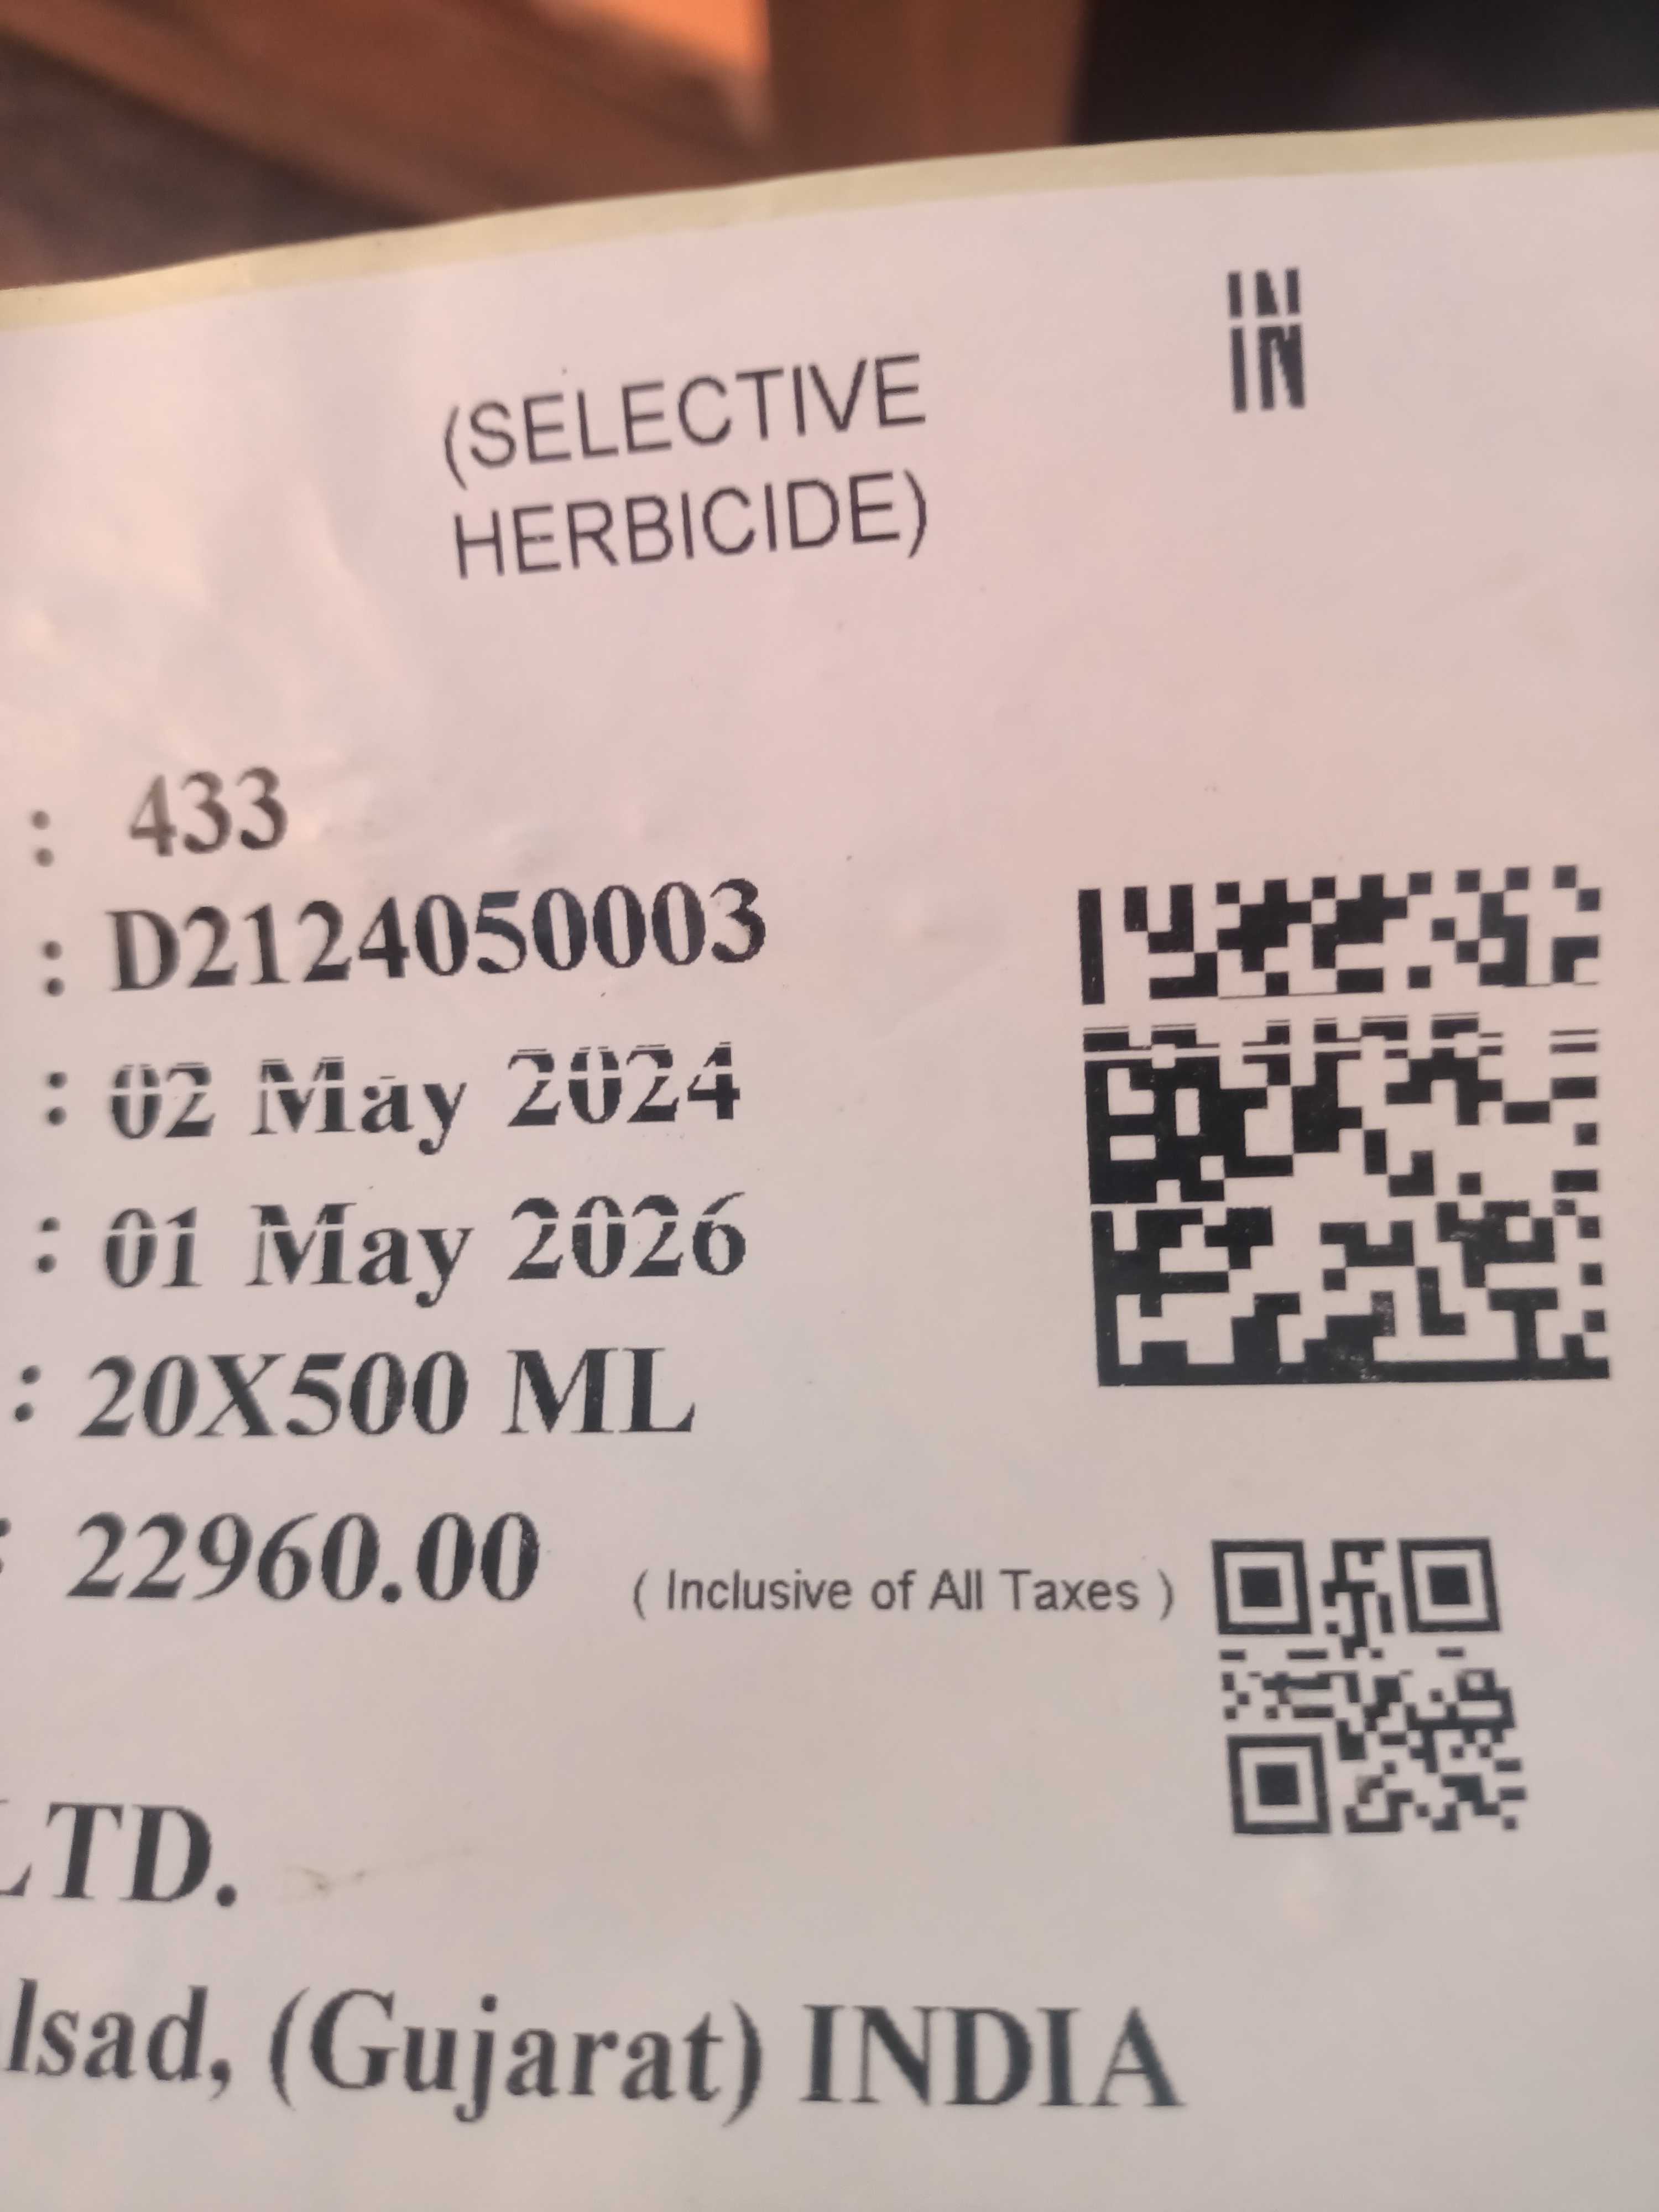 IN
(SELECTIVE
HERBICIDE)
: 433
: D2124050003
: 02 May 2024
: 01 May 2026
: 20X500 ML
: 22960.00 ( Inclusive of All Taxes )
LTD.
lsad, (Gujarat) INDIA